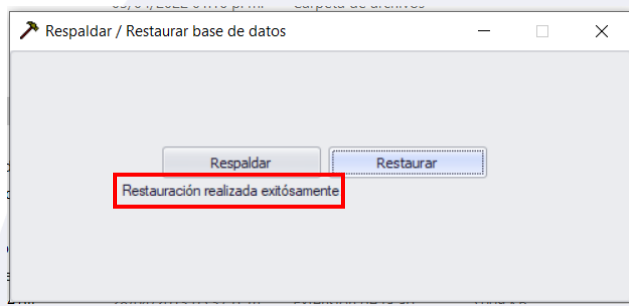 Respaldar / Restaurar base de datos
Respaldar
Restaurar
Restauración realizada exitósamente